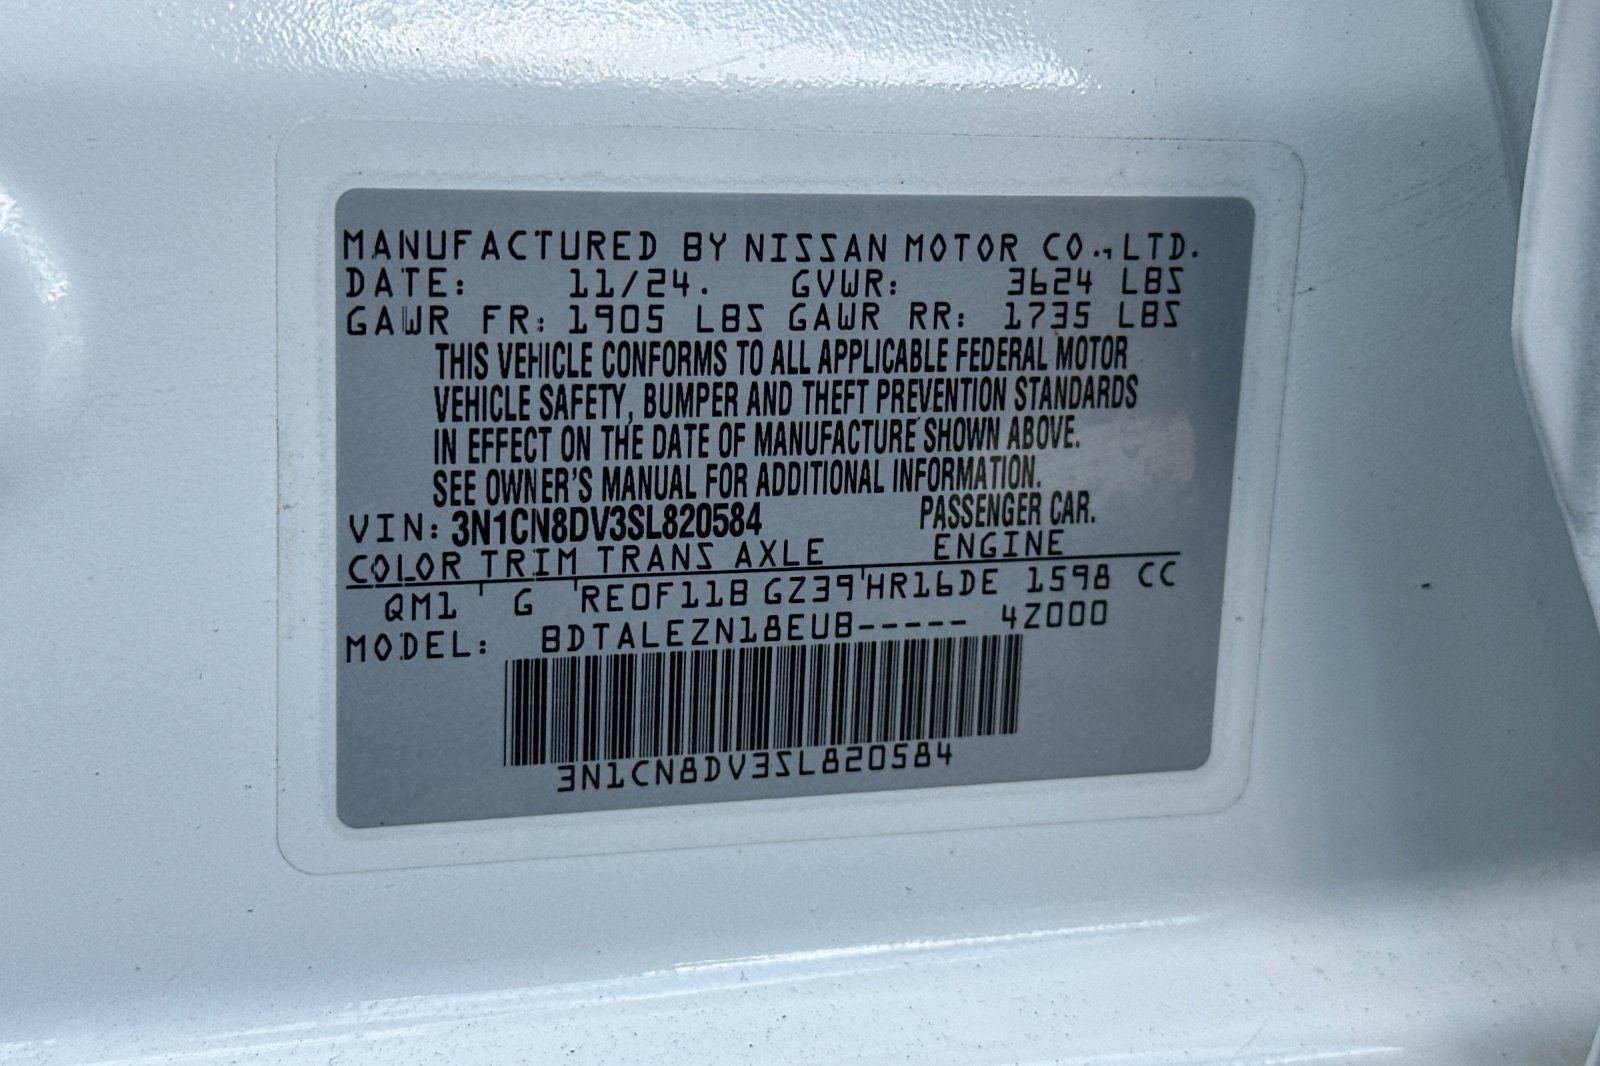 MANUFACTURED BY NISSAN MOTOR CO.,LTD.
DATE: 11/24. GVWR: 3624 LBS
GAWR FR: 1905 LBS GAWR RR: 1735 LBS
THIS VEHICLE CONFORMS TO ALL APPLICABLE FEDERAL MOTOR
VEHICLE SAFETY, BUMPER AND THEFT PREVENTION STANDARDS
IN EFFECT ON THE DATE OF MANUFACTURE SHOWN ABOVE.
SEE OWNER'S MANUAL FOR ADDITIONAL INFORMATION.
VIN: 3N1CN8DV3SL820584 PASSENGER CAR.
COLOR TRIM TRANS AXLE ENGINE
QM1 G RE0F11B GZ39 HR16DE 1598 CC
MODEL: BDTALEZN18EUB----- 4Z000
3N1CN8DV3SL820584